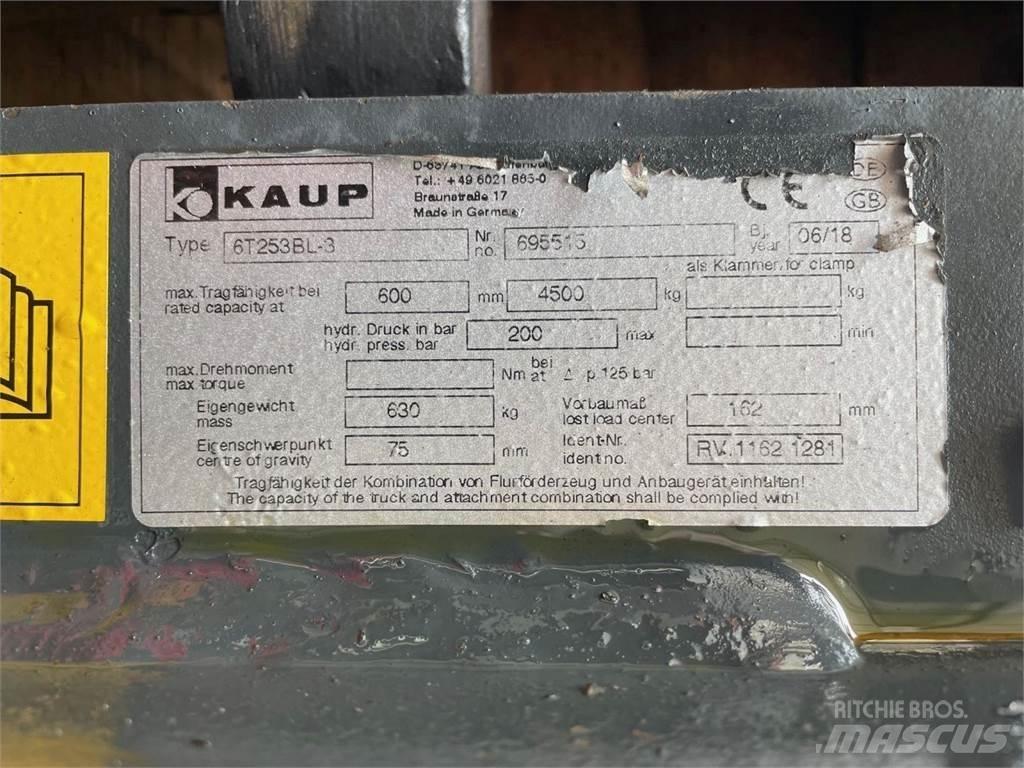 KAUP
Tel.: +49 6021 865-0
Braunstraße 17
Made in Germany
CE
CE
GB
Type 6T253BL-3 Nr. no. 695515 Bj. year 06/18
als Klammer, for clamp
max. Tragfähigkeit bei
rated capacity at 600 mm 4500 kg kg
hydr. Druck in bar
hydr. press. bar 200 max min
max. Drehmoment
max torque Nm bei at Δ p 125 bar
Eigengewicht
mass 630 kg
Vorbaumaß
lost load center 162 mm
Eigenschwerpunkt
centre of gravity 75 mm
Ident-Nr.
ident no. RV.1162 1281
Tragfähigkeit der Kombination von Flurförderzeug und Anbaugerät einhalten!
The capacity of the truck and attachment combination shall be complied with!
RITCHIE BROS.
MASCUS